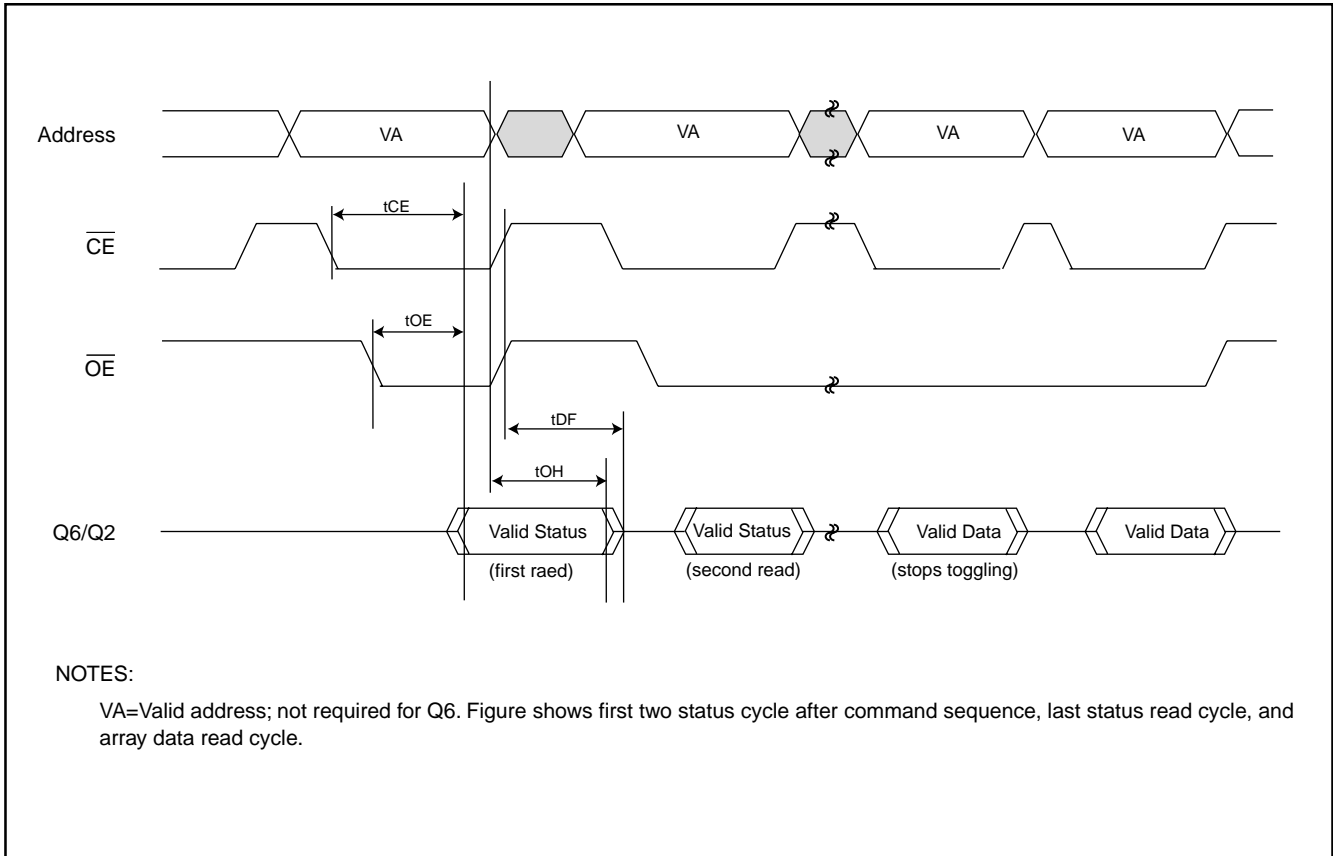 Address
VA
VA
VA
VA
tCE
CE
tOE
OE
tDF
tOH
Q6/Q2
Valid Status
Valid Status
Valid Data
Valid Data
(first raed)
(second read)
(stops toggling)
NOTES:
VA=Valid address; not required for Q6. Figure shows first two status cycle after command sequence, last status read cycle, and
array data read cycle.